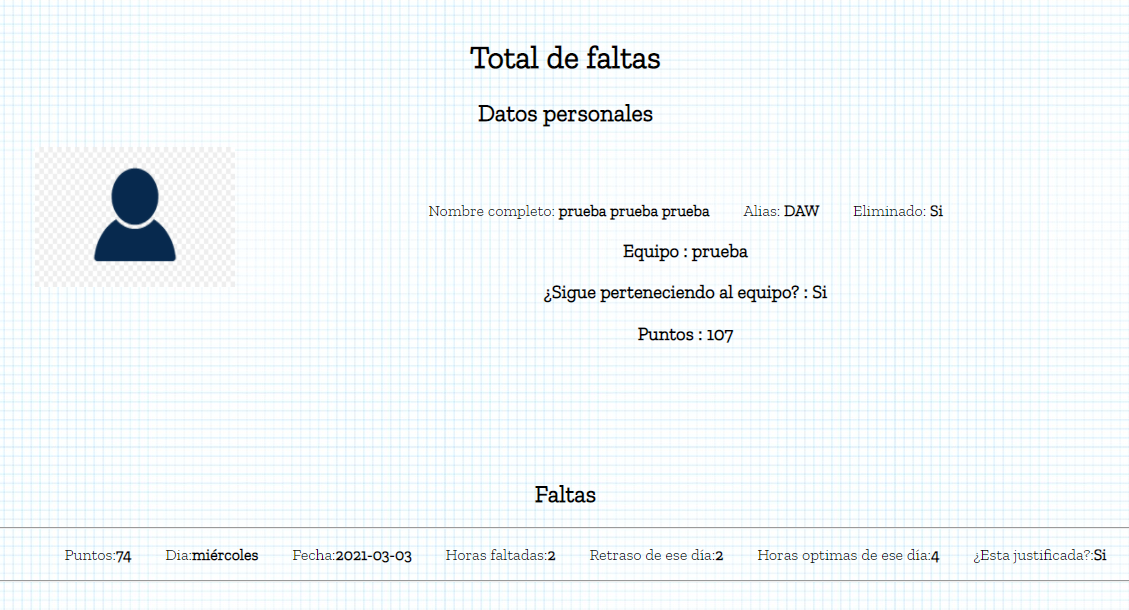 Total de faltas
Datos personales
Nombre completo: prueba prueba prueba Alias: DAW Eliminado: Si
Equipo : prueba
¿Sigue perteneciendo al equipo? : Si
Puntos : 107
Faltas
Puntos:74 Dia:miércoles Fecha:2021-03-03 Horas faltadas:2 Retraso de ese día:2 Horas optimas de ese día:4 ¿Esta justificada?:Si